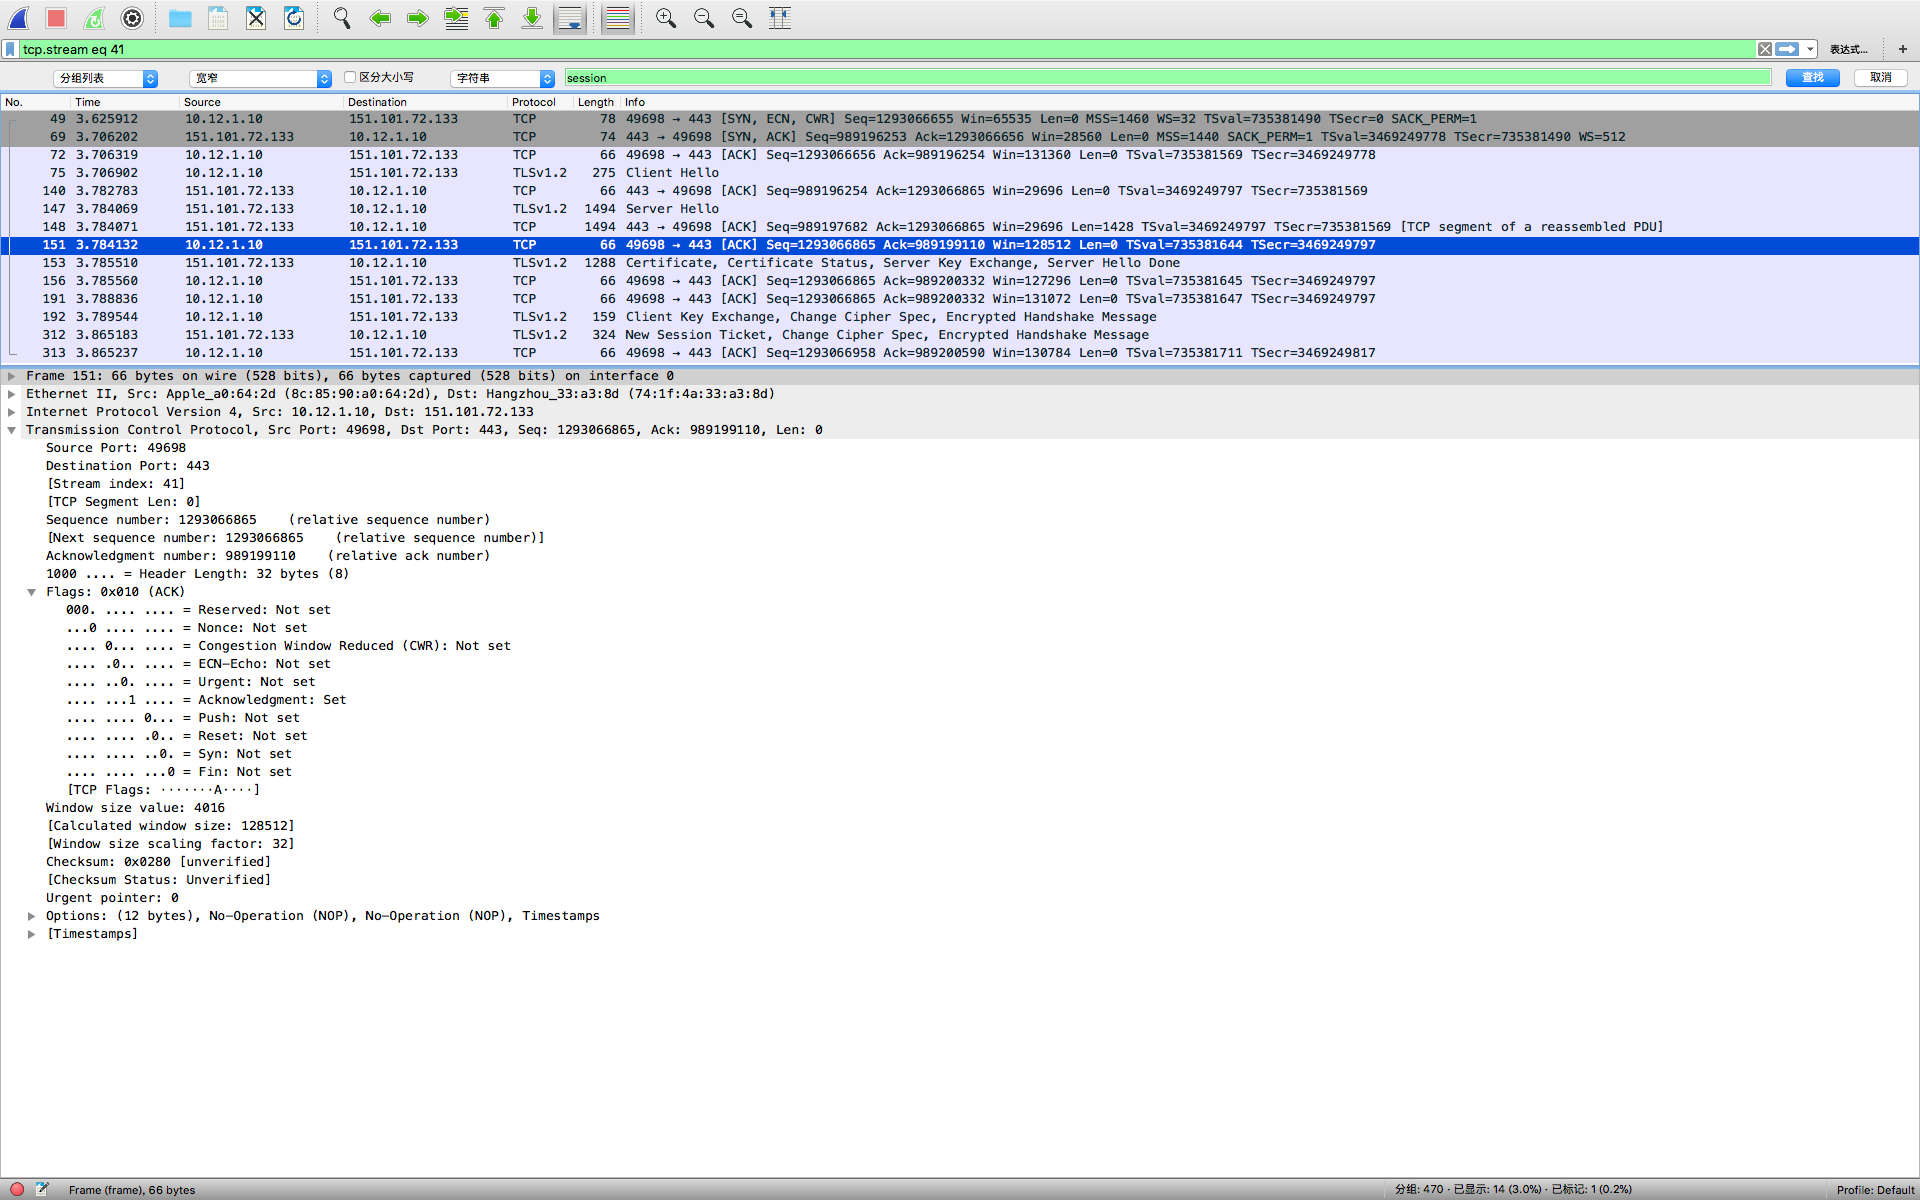 tcp.stream eq 41 表达式… +
分组列表 宽窄 区分大小写 字符串 session 查找 取消
No. Time Source Destination Protocol Length Info
49 3.625912 10.12.1.10 151.101.72.133 TCP 78 49698 → 443 [SYN, ECN, CWR] Seq=1293066655 Win=65535 Len=0 MSS=1460 WS=32 TSval=735381490 TSecr=0 SACK_PERM=1
69 3.706202 151.101.72.133 10.12.1.10 TCP 74 443 → 49698 [SYN, ACK] Seq=989196253 Ack=1293066656 Win=28560 Len=0 MSS=1440 SACK_PERM=1 TSval=3469249778 TSecr=735381490 WS=512
72 3.706319 10.12.1.10 151.101.72.133 TCP 66 49698 → 443 [ACK] Seq=1293066656 Ack=989196254 Win=131360 Len=0 TSval=735381569 TSecr=3469249778
75 3.706902 10.12.1.10 151.101.72.133 TLSv1.2 275 Client Hello
140 3.782783 151.101.72.133 10.12.1.10 TCP 66 443 → 49698 [ACK] Seq=989196254 Ack=1293066865 Win=29696 Len=0 TSval=3469249797 TSecr=735381569
147 3.784069 151.101.72.133 10.12.1.10 TLSv1.2 1494 Server Hello
148 3.784071 151.101.72.133 10.12.1.10 TCP 1494 443 → 49698 [ACK] Seq=989197682 Ack=1293066865 Win=29696 Len=1428 TSval=3469249797 TSecr=735381569 [TCP segment of a reassembled PDU]
151 3.784132 10.12.1.10 151.101.72.133 TCP 66 49698 → 443 [ACK] Seq=1293066865 Ack=989199110 Win=128512 Len=0 TSval=735381644 TSecr=3469249797
153 3.785510 151.101.72.133 10.12.1.10 TLSv1.2 1288 Certificate, Certificate Status, Server Key Exchange, Server Hello Done
156 3.785560 10.12.1.10 151.101.72.133 TCP 66 49698 → 443 [ACK] Seq=1293066865 Ack=989200332 Win=127296 Len=0 TSval=735381645 TSecr=3469249797
191 3.788836 10.12.1.10 151.101.72.133 TCP 66 49698 → 443 [ACK] Seq=1293066865 Ack=989200332 Win=131072 Len=0 TSval=735381647 TSecr=3469249797
192 3.789544 10.12.1.10 151.101.72.133 TLSv1.2 159 Client Key Exchange, Change Cipher Spec, Encrypted Handshake Message
312 3.865183 151.101.72.133 10.12.1.10 TLSv1.2 324 New Session Ticket, Change Cipher Spec, Encrypted Handshake Message
313 3.865237 10.12.1.10 151.101.72.133 TCP 66 49698 → 443 [ACK] Seq=1293066958 Ack=989200590 Win=130784 Len=0 TSval=735381711 TSecr=3469249817
Frame 151: 66 bytes on wire (528 bits), 66 bytes captured (528 bits) on interface 0
Ethernet II, Src: Apple_a0:64:2d (8c:85:90:a0:64:2d), Dst: Hangzhou_33:a3:8d (74:1f:4a:33:a3:8d)
Internet Protocol Version 4, Src: 10.12.1.10, Dst: 151.101.72.133
Transmission Control Protocol, Src Port: 49698, Dst Port: 443, Seq: 1293066865, Ack: 989199110, Len: 0
Source Port: 49698
Destination Port: 443
[Stream index: 41]
[TCP Segment Len: 0]
Sequence number: 1293066865 (relative sequence number)
[Next sequence number: 1293066865 (relative sequence number)]
Acknowledgment number: 989199110 (relative ack number)
1000 .... = Header Length: 32 bytes (8)
Flags: 0x010 (ACK)
000. .... .... = Reserved: Not set
...0 .... .... = Nonce: Not set
.... 0... .... = Congestion Window Reduced (CWR): Not set
.... .0.. .... = ECN-Echo: Not set
.... ..0. .... = Urgent: Not set
.... ...1 .... = Acknowledgment: Set
.... .... 0... = Push: Not set
.... .... .0.. = Reset: Not set
.... .... ..0. = Syn: Not set
.... .... ...0 = Fin: Not set
[TCP Flags: ·······A····]
Window size value: 4016
[Calculated window size: 128512]
[Window size scaling factor: 32]
Checksum: 0x0280 [unverified]
[Checksum Status: Unverified]
Urgent pointer: 0
Options: (12 bytes), No-Operation (NOP), No-Operation (NOP), Timestamps
[Timestamps]
Frame (frame), 66 bytes 分组: 470 · 已显示: 14 (3.0%) · 已标记: 1 (0.2%) Profile: Default